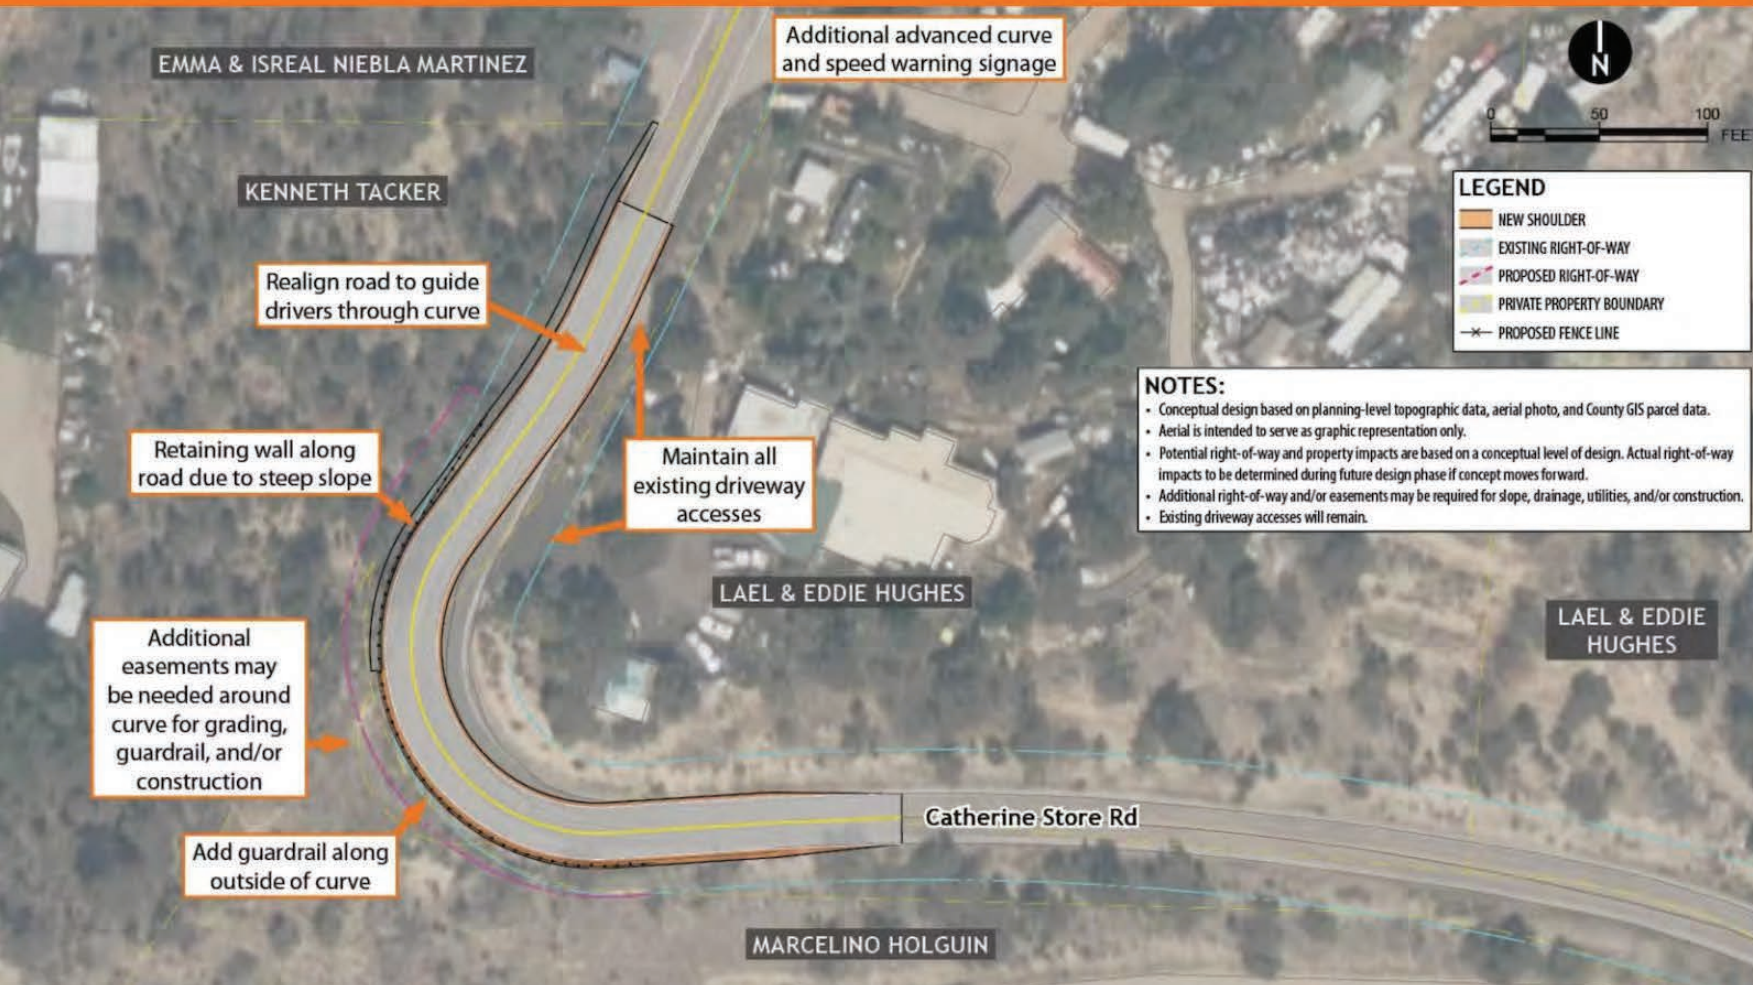 Additional advanced curve
and speed warning signage
EMMA & ISREAL NIEBLA MARTINEZ
N
0 50 100
FEE
KENNETH TACKER
LEGEND
NEW SHOULDER
EXISTING RIGHT-OF-WAY
PROPOSED RIGHT-OF-WAY
PRIVATE PROPERTY BOUNDARY
PROPOSED FENCE LINE
Realign road to guide
drivers through curve
NOTES:
• Conceptual design based on planning-level topographic data, aerial photo, and County GIS parcel data.
• Aerial is intended to serve as graphic representation only.
• Potential right-of-way and property impacts are based on a conceptual level of design. Actual right-of-way
impacts to be determined during future design phase if concept moves forward.
• Additional right-of-way and/or easements may be required for slope, drainage, utilities, and/or construction.
• Existing driveway accesses will remain.
Retaining wall along
road due to steep slope
Maintain all
existing driveway
accesses
LAEL & EDDIE HUGHES
LAEL & EDDIE
HUGHES
Additional
easements may
be needed around
curve for grading,
guardrail, and/or
construction
Catherine Store Rd
Add guardrail along
outside of curve
MARCELINO HOLGUIN